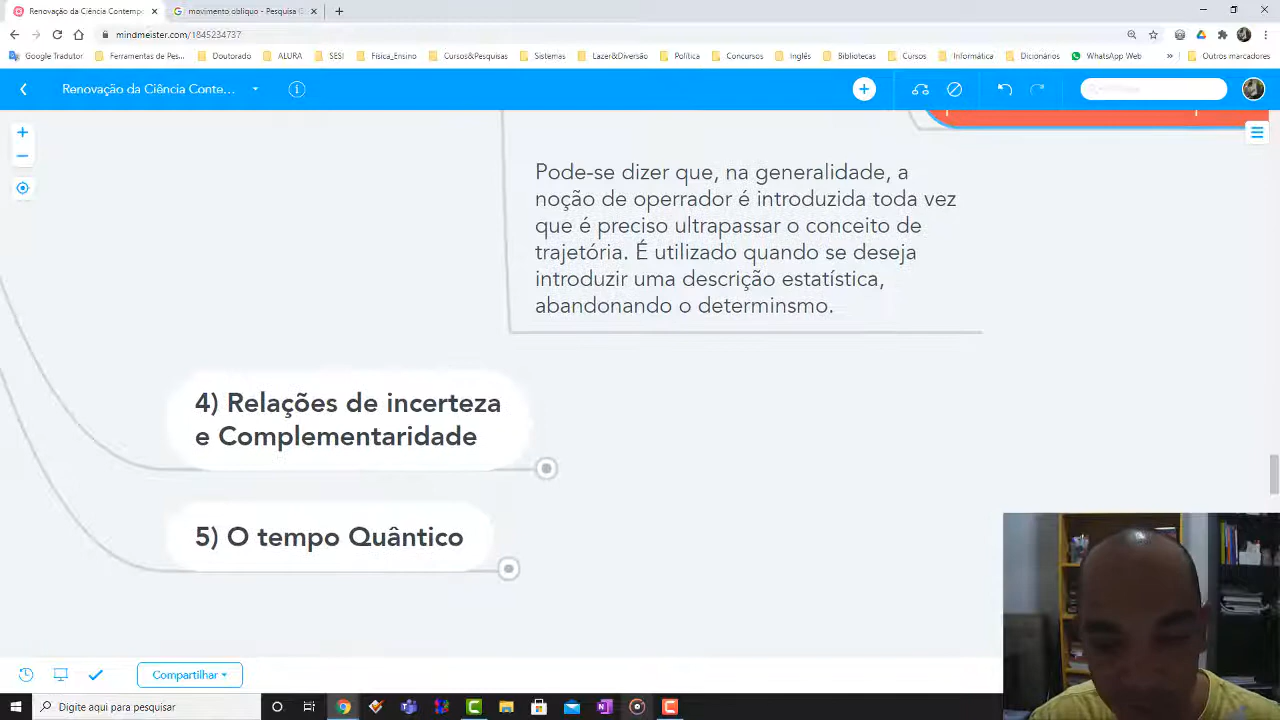 Renovação da Ciência Contemp
movimento obliquo - Pesquisa G
mindmeister.com/1845234737
Google Tradutor
Ferramentas de Pes...
Doutorado
ALURA
SESI
Física_Ensino
Cursos&Pesquisa
Sistemas
Lazer&Diversão
Política
Concursos
Inglês
Bibliotecas
Cursos
Informática
Dicionários
WhatsApp Web
Outros marcadores
Renovação da Ciência Conte...
Pode-se dizer que, na generalidade, a
noção de operrador é introduzida toda vez
que é preciso ultrapassar o conceito de
trajetória. É utilizado quando se deseja
introduzir uma descrição estatística,
abandonando o determinsmo.
4) Relações de incerteza
e Complementaridade
5) O tempo Quântico
Compartilhar
Digite aqui para pesquisar